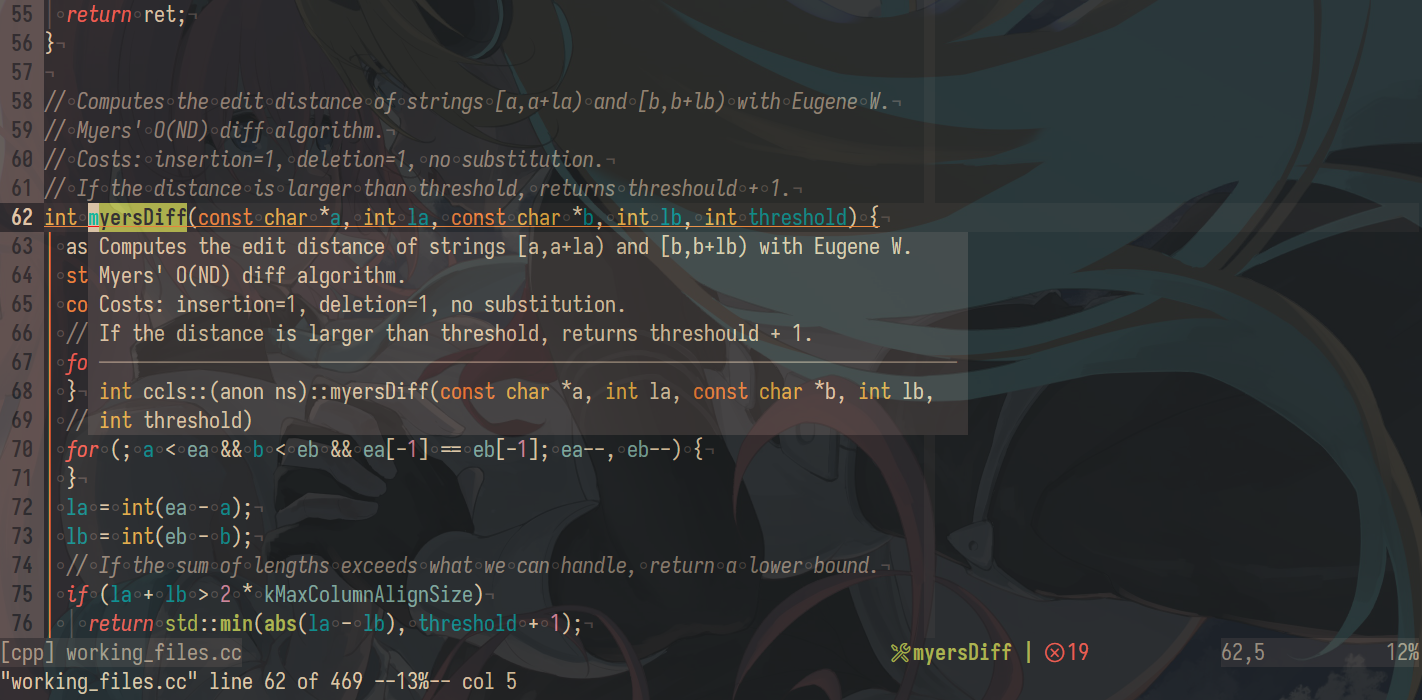 55 return ret;¬
56 }¬
57 ¬
58 // Computes the edit distance of strings [a,a+la) and [b,b+lb) with Eugene W.¬
59 // Myers' O(ND) diff algorithm.¬
60 // Costs: insertion=1, deletion=1, no substitution.¬
61 // If the distance is larger than threshold, returns threshould + 1.¬
62 int myersDiff(const char *a, int la, const char *b, int lb, int threshold) {¬
63 as Computes the edit distance of strings [a,a+la) and [b,b+lb) with Eugene W.
64 st Myers' O(ND) diff algorithm.
65 co Costs: insertion=1, deletion=1, no substitution.
66 // If the distance is larger than threshold, returns threshould + 1.
67 fo
68 } int ccls::(anon ns)::myersDiff(const char *a, int la, const char *b, int lb,
69 // int threshold)
70 for (; a < ea && b < eb && ea[-1] == eb[-1]; ea--, eb--) {¬
71 }¬
72 la = int(ea - a);¬
73 lb = int(eb - b);¬
74 // If the sum of lengths exceeds what we can handle, return a lower bound.¬
75 if (la + lb > 2 * kMaxColumnAlignSize)¬
76 return std::min(abs(la - lb), threshold + 1);¬
[cpp] working_files.cc myersDiff | 19 62,5 12%
"working_files.cc" line 62 of 469 --13%-- col 5